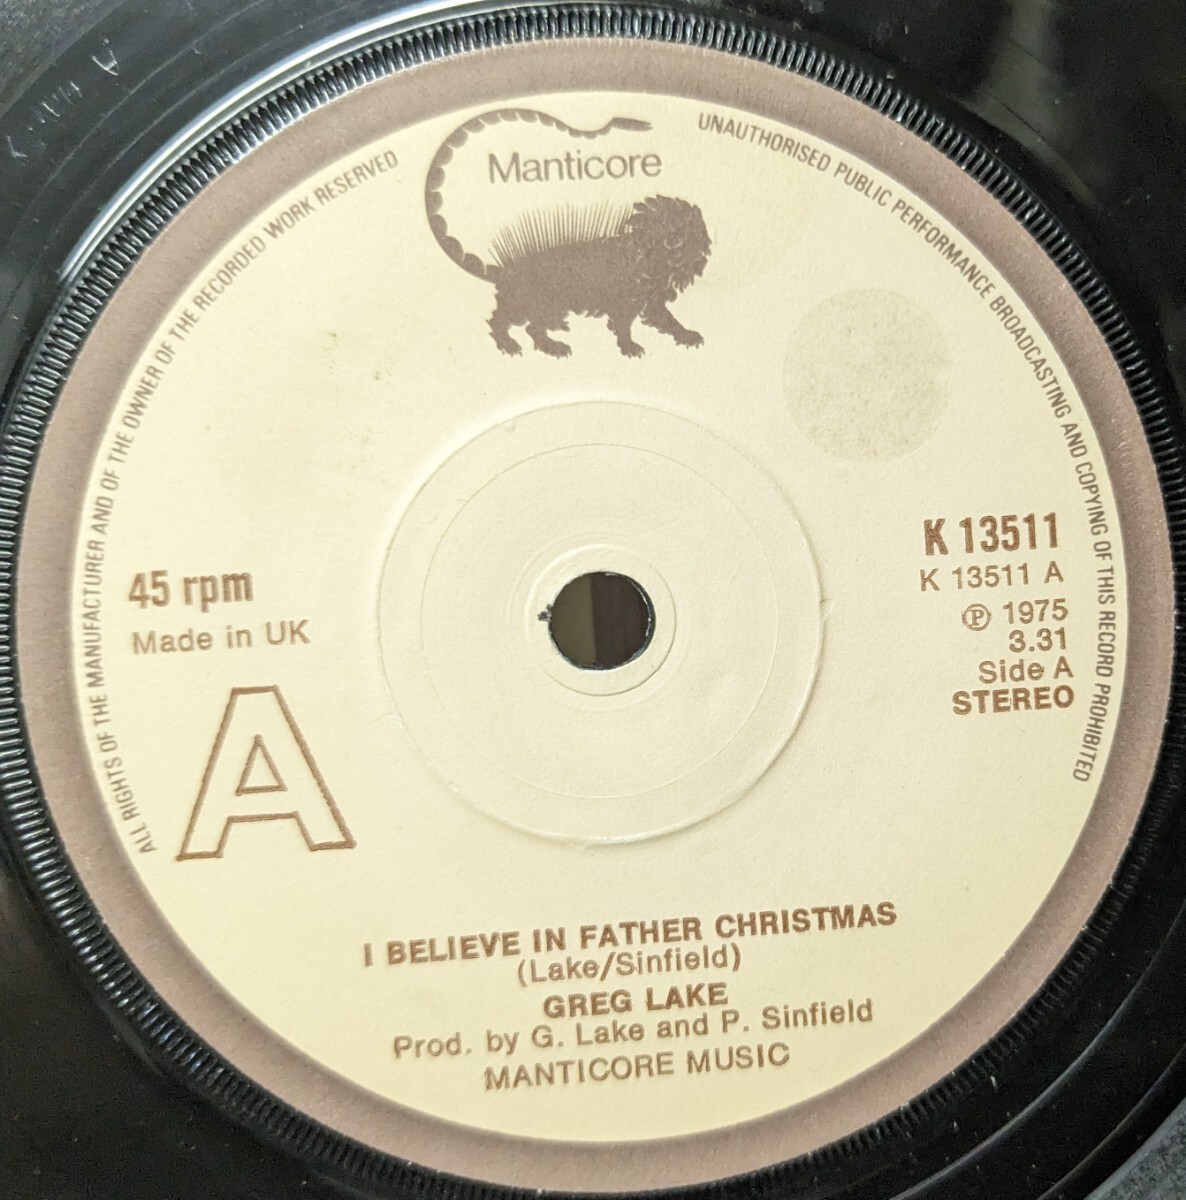 Manticore
ALL RIGHTS OF THE MANUFACTURER AND OF THE OWNER OF THE RECORDED WORK RESERVED
UNAUTHORISED PUBLIC PERFORMANCE BROADCASTING AND COPYING OF THIS RECORD PROHIBITED
45 rpm
Made in UK
A
K 13511
K 13511 A
℗ 1975
3.31
Side A
STEREO
I BELIEVE IN FATHER CHRISTMAS
(Lake/Sinfield)
GREG LAKE
Prod. by G. Lake and P. Sinfield
MANTICORE MUSIC